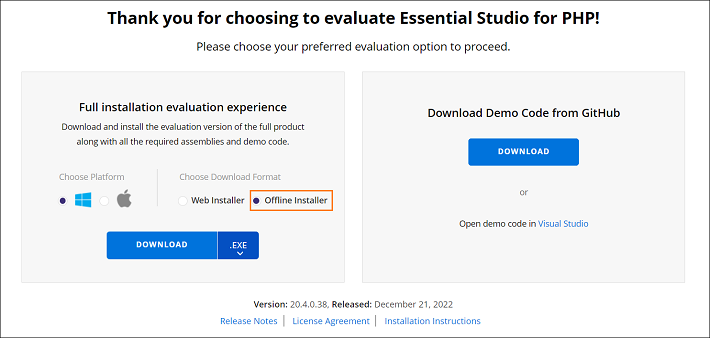 Thank you for choosing to evaluate Essential Studio for PHP!
Please choose your preferred evaluation option to proceed.
Full installation evaluation experience
Download and install the evaluation version of the full product
along with all the required assemblies and demo code.
Choose Platform
Choose Download Format
Web Installer
Offline Installer
DOWNLOAD
.EXE
Download Demo Code from GitHub
DOWNLOAD
or
Open demo code in Visual Studio
Version: 20.4.0.38, Released: December 21, 2022
Release Notes | License Agreement | Installation Instructions